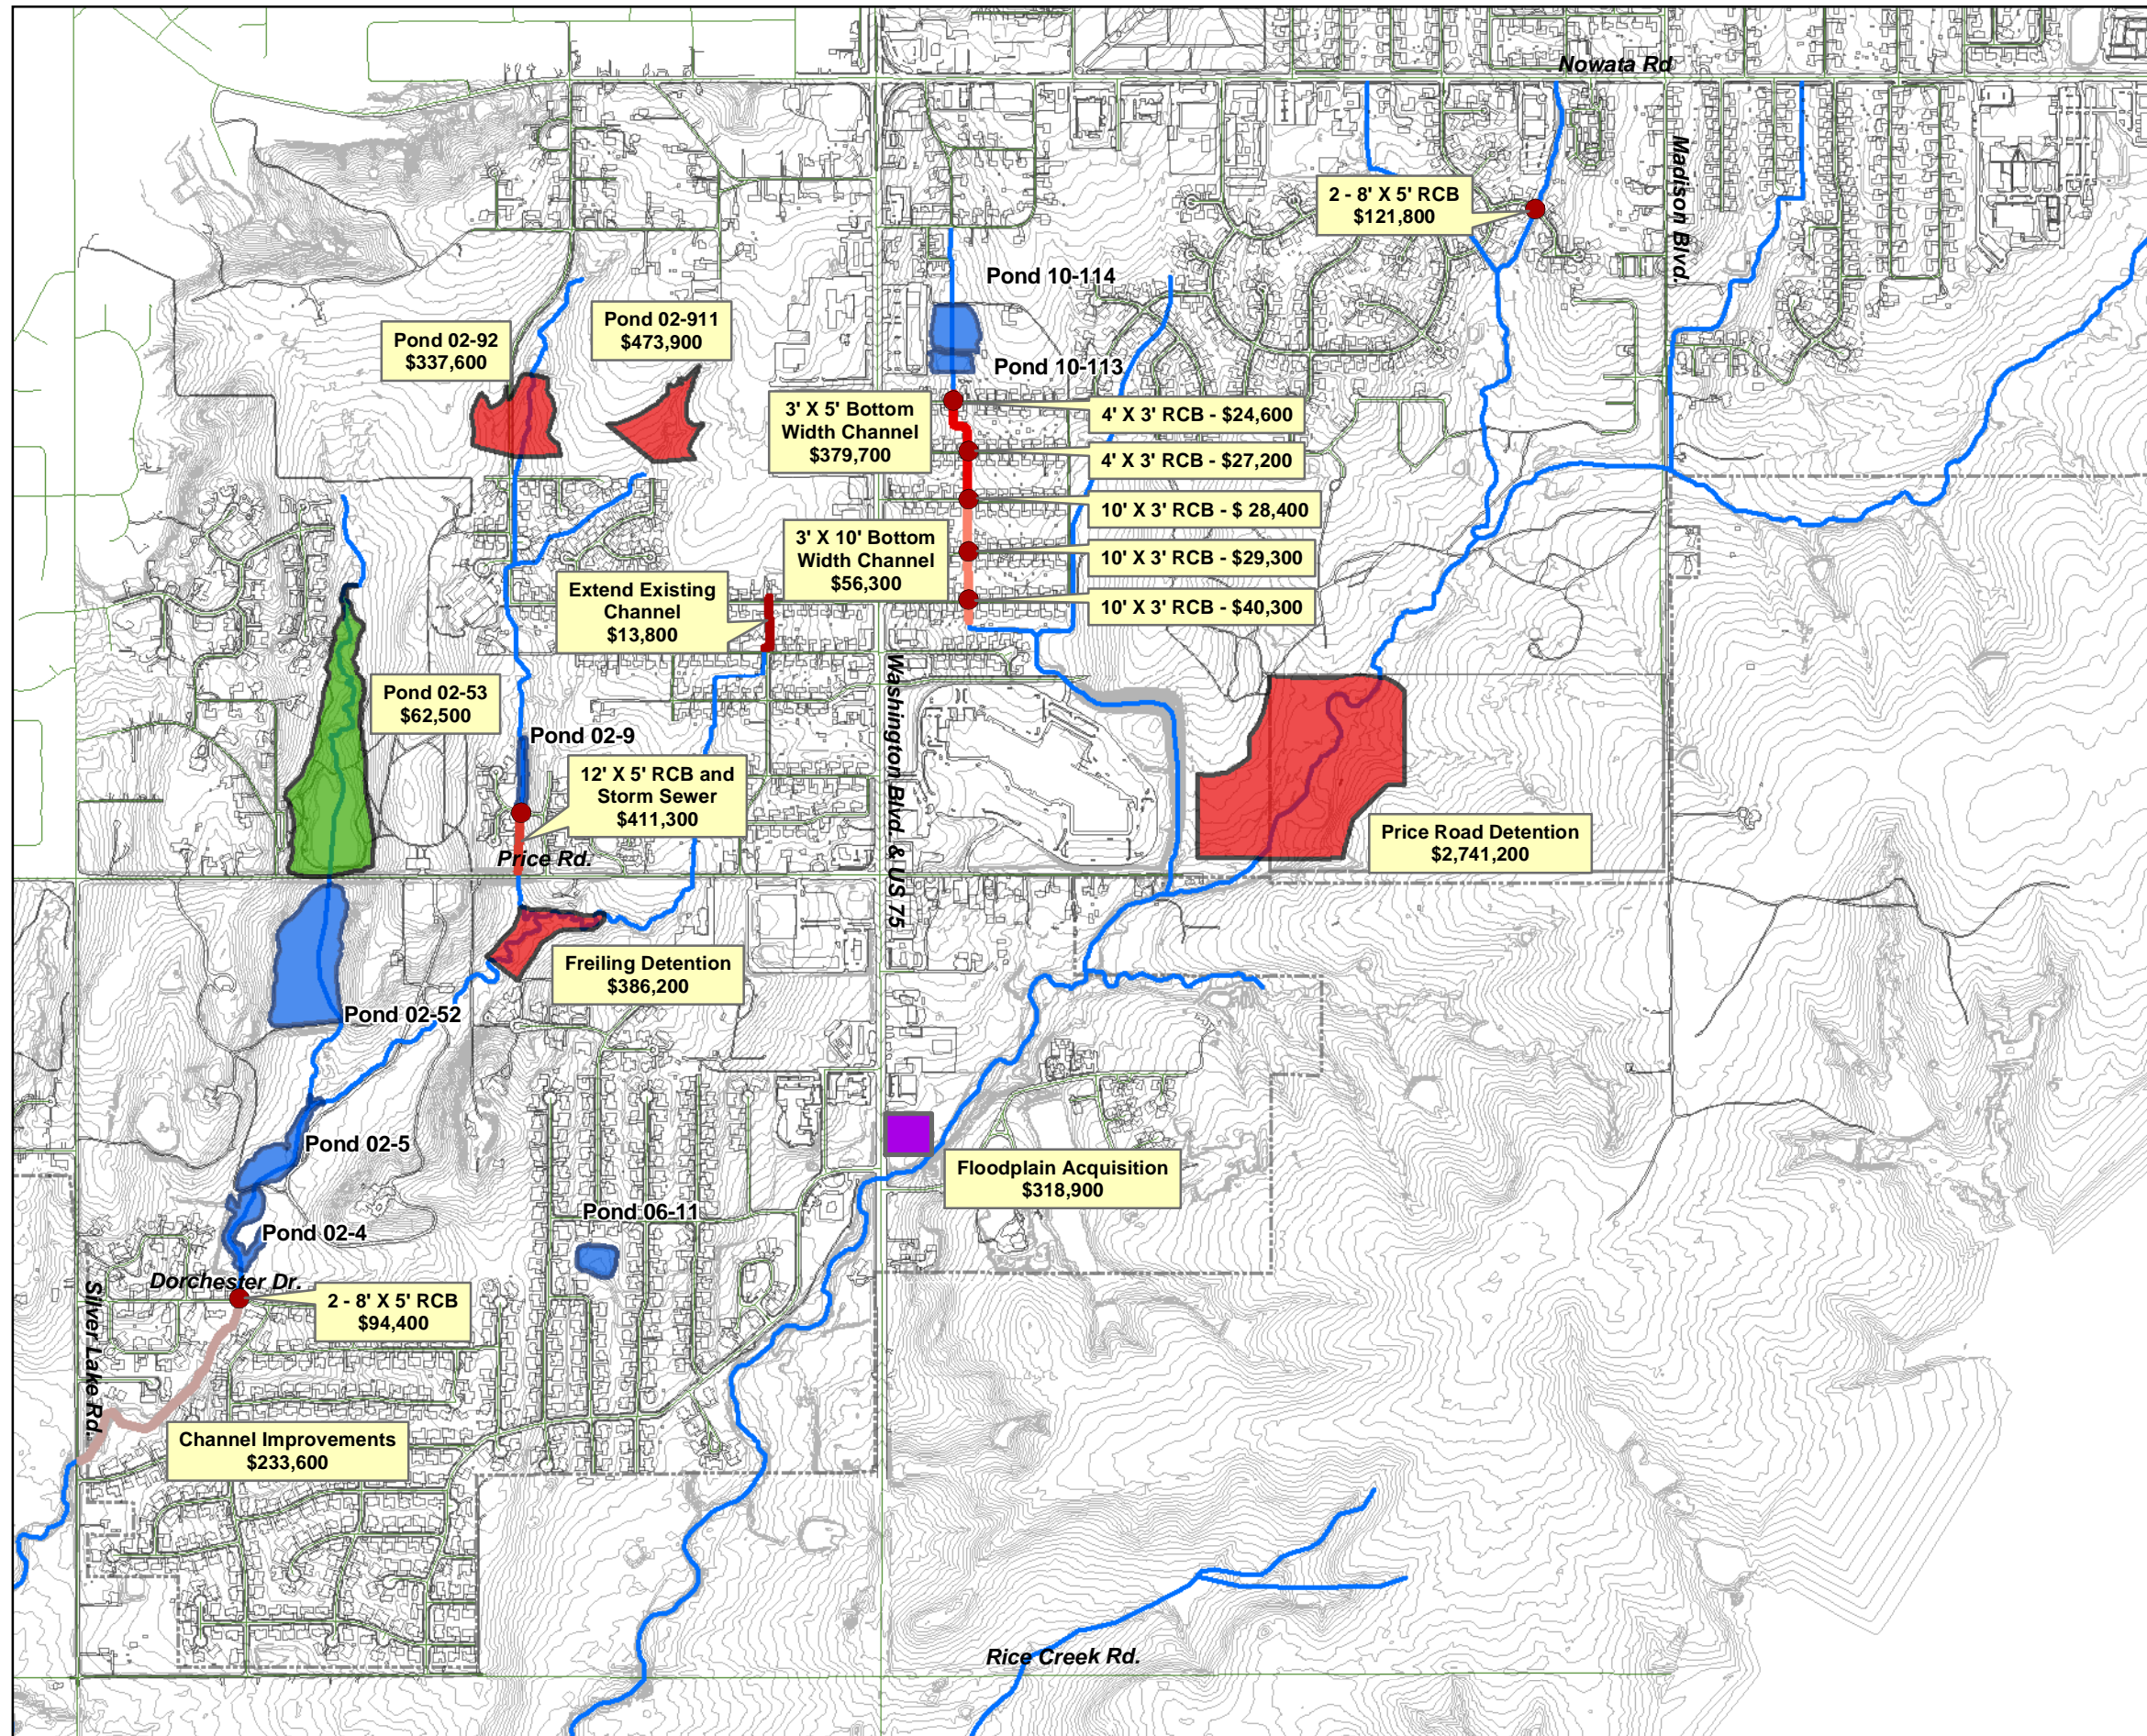 Nowata Rd
Madison Blvd.
2 - 8' X 5' RCB
$121,800
Pond 10-114
Pond 02-911
$473,900
Pond 02-92
$337,600
Pond 10-113
3' X 5' Bottom
Width Channel
$379,700
4' X 3' RCB - $24,600
4' X 3' RCB - $27,200
10' X 3' RCB - $ 28,400
3' X 10' Bottom
Width Channel
$56,300
10' X 3' RCB - $29,300
10' X 3' RCB - $40,300
Extend Existing
Channel
$13,800
Pond 02-53
$62,500
Washington Blvd. & US 75
Pond 02-9
12' X 5' RCB and
Storm Sewer
$411,300
Price Rd.
Price Road Detention
$2,741,200
Freiling Detention
$386,200
Pond 02-52
Pond 02-5
Floodplain Acquisition
$318,900
Pond 06-11
Pond 02-4
Dorchester Dr.
Silver Lake Rd.
2 - 8' X 5' RCB
$94,400
Channel Improvements
$233,600
Rice Creek Rd.